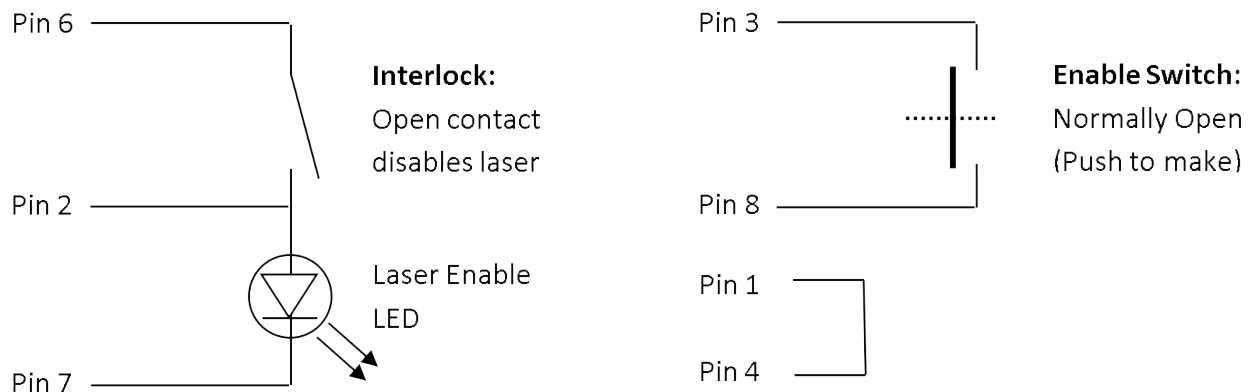 Pin 6
Interlock:
Open contact
disables laser
Pin 2
Laser Enable
LED
Pin 7
Pin 3
Enable Switch:
Normally Open
(Push to make)
Pin 8
Pin 1
Pin 4